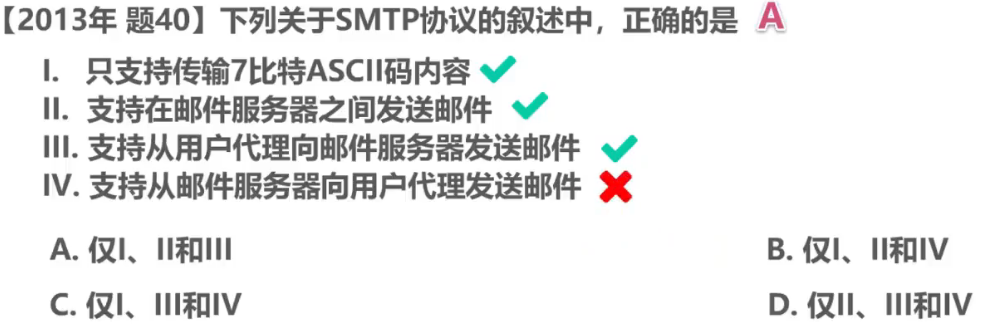 【2013年 题40】下列关于SMTP协议的叙述中，正确的是 A
I. 只支持传输7比特ASCII码内容
II. 支持在邮件服务器之间发送邮件
III. 支持从用户代理向邮件服务器发送邮件
IV. 支持从邮件服务器向用户代理发送邮件
A. 仅I、II和III B. 仅I、II和IV
C. 仅I、III和IV D. 仅II、III和IV